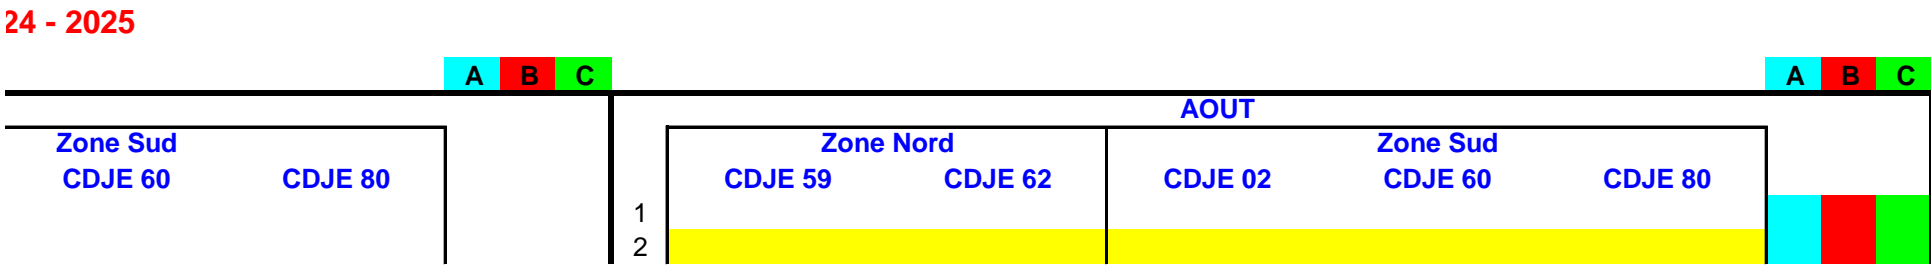 24 - 2025
A B C A B C
AOUT
Zone Sud Zone Nord Zone Sud
CDJE 60 CDJE 80 CDJE 59 CDJE 62 CDJE 02 CDJE 60 CDJE 80
1
2